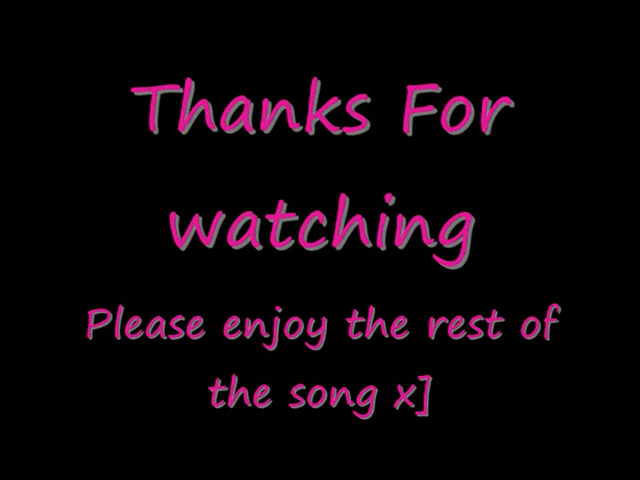 Thanks For
watching
Please enjoy the rest of
the song x]